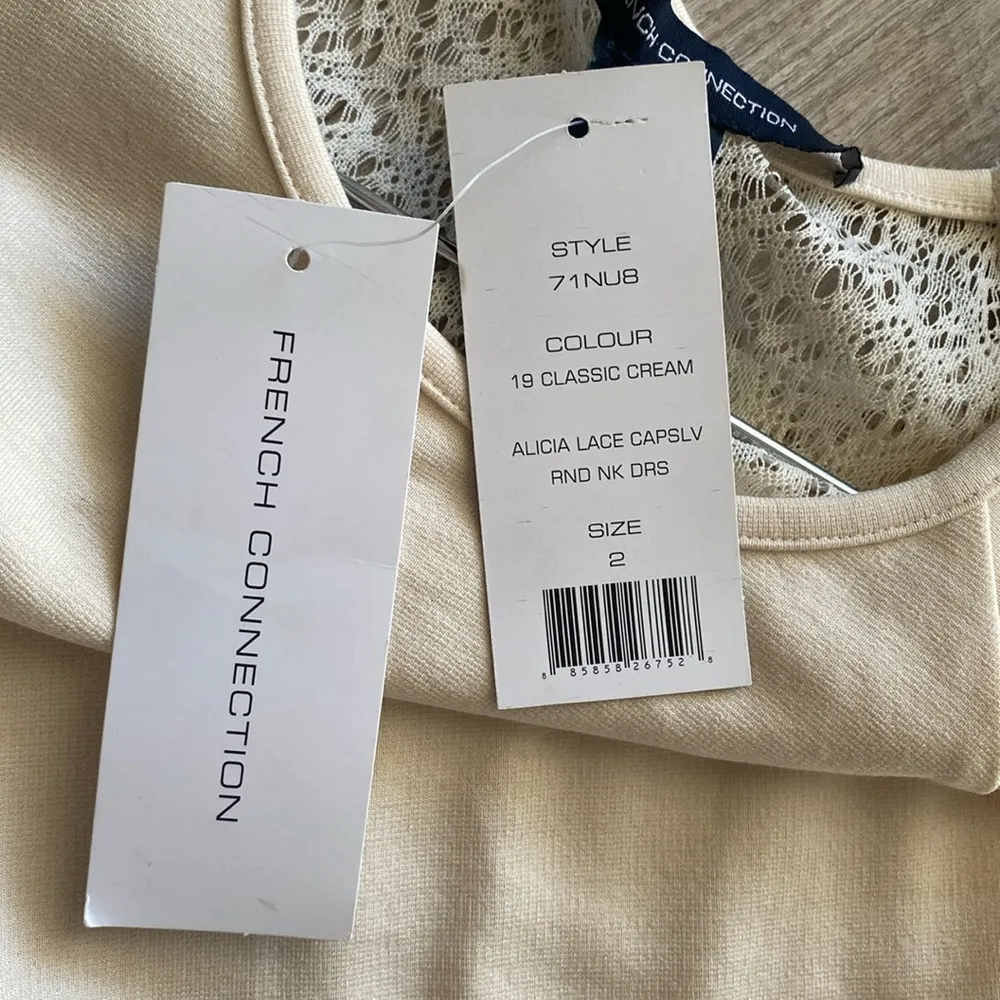 FRENCH CONNECTION
STYLE
71NU8
COLOUR
19 CLASSIC CREAM
ALICIA LACE CAPSLV
RND NK DRS
SIZE
2
8 85858 26752 8
NCH CONNECTION